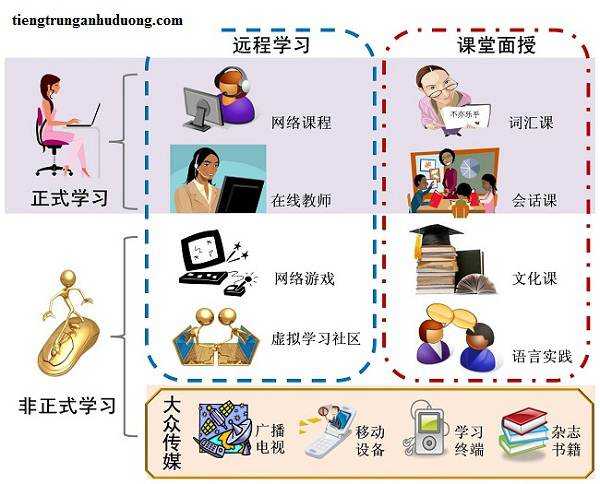 tiengtrunganhuduong.com
远程学习
课堂面授
网络课程
不亦乐乎
词汇课
正式学习
在线教师
会话课
网络游戏
文化课
虚拟学习社区
语言实践
非正式学习
大众传媒
广播
电视
移动
设备
学习
终端
杂志
书籍